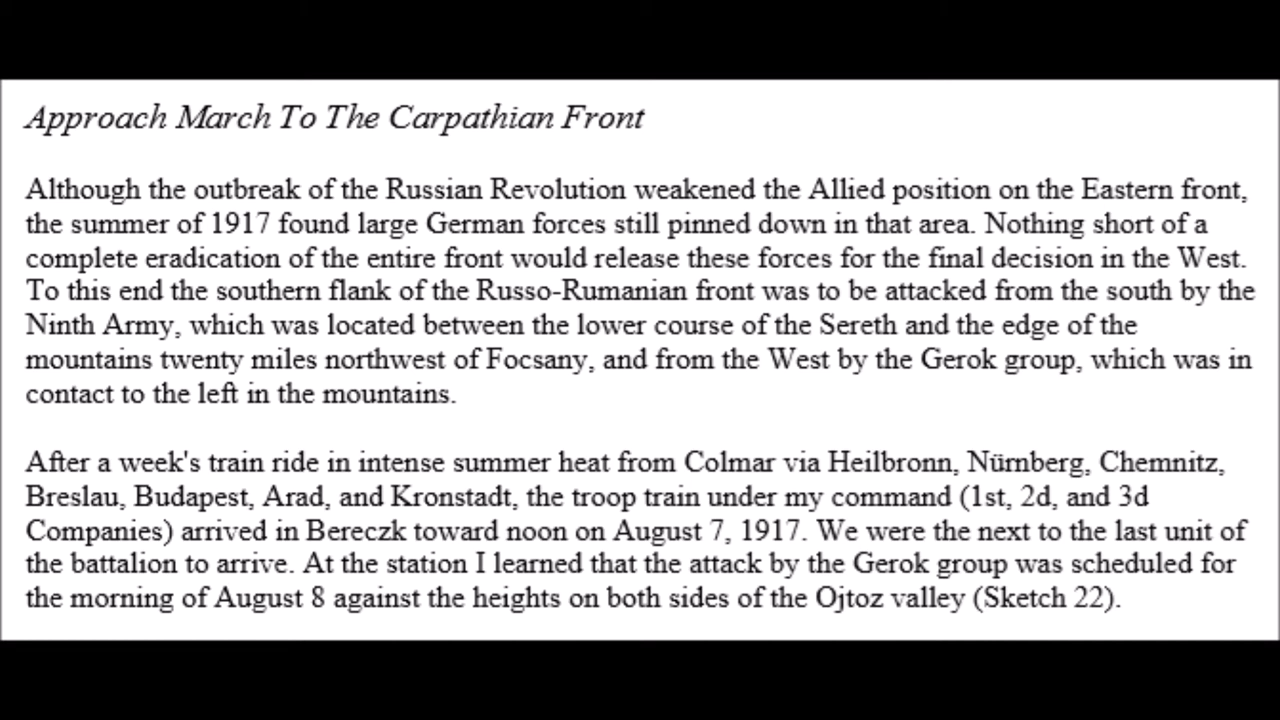 Approach March To The Carpathian Front
Although the outbreak of the Russian Revolution weakened the Allied position on the Eastern front,
the summer of 1917 found large German forces still pinned down in that area. Nothing short of a
complete eradication of the entire front would release these forces for the final decision in the West.
To this end the southern flank of the Russo-Rumanian front was to be attacked from the south by the
Ninth Army, which was located between the lower course of the Sereth and the edge of the
mountains twenty miles northwest of Focsany, and from the West by the Gerok group, which was in
contact to the left in the mountains.
After a week's train ride in intense summer heat from Colmar via Heilbronn, Nürnberg, Chemnitz,
Breslau, Budapest, Arad, and Kronstadt, the troop train under my command (1st, 2d, and 3d
Companies) arrived in Bereczk toward noon on August 7, 1917. We were the next to the last unit of
the battalion to arrive. At the station I learned that the attack by the Gerok group was scheduled for
the morning of August 8 against the heights on both sides of the Ojtoz valley (Sketch 22).